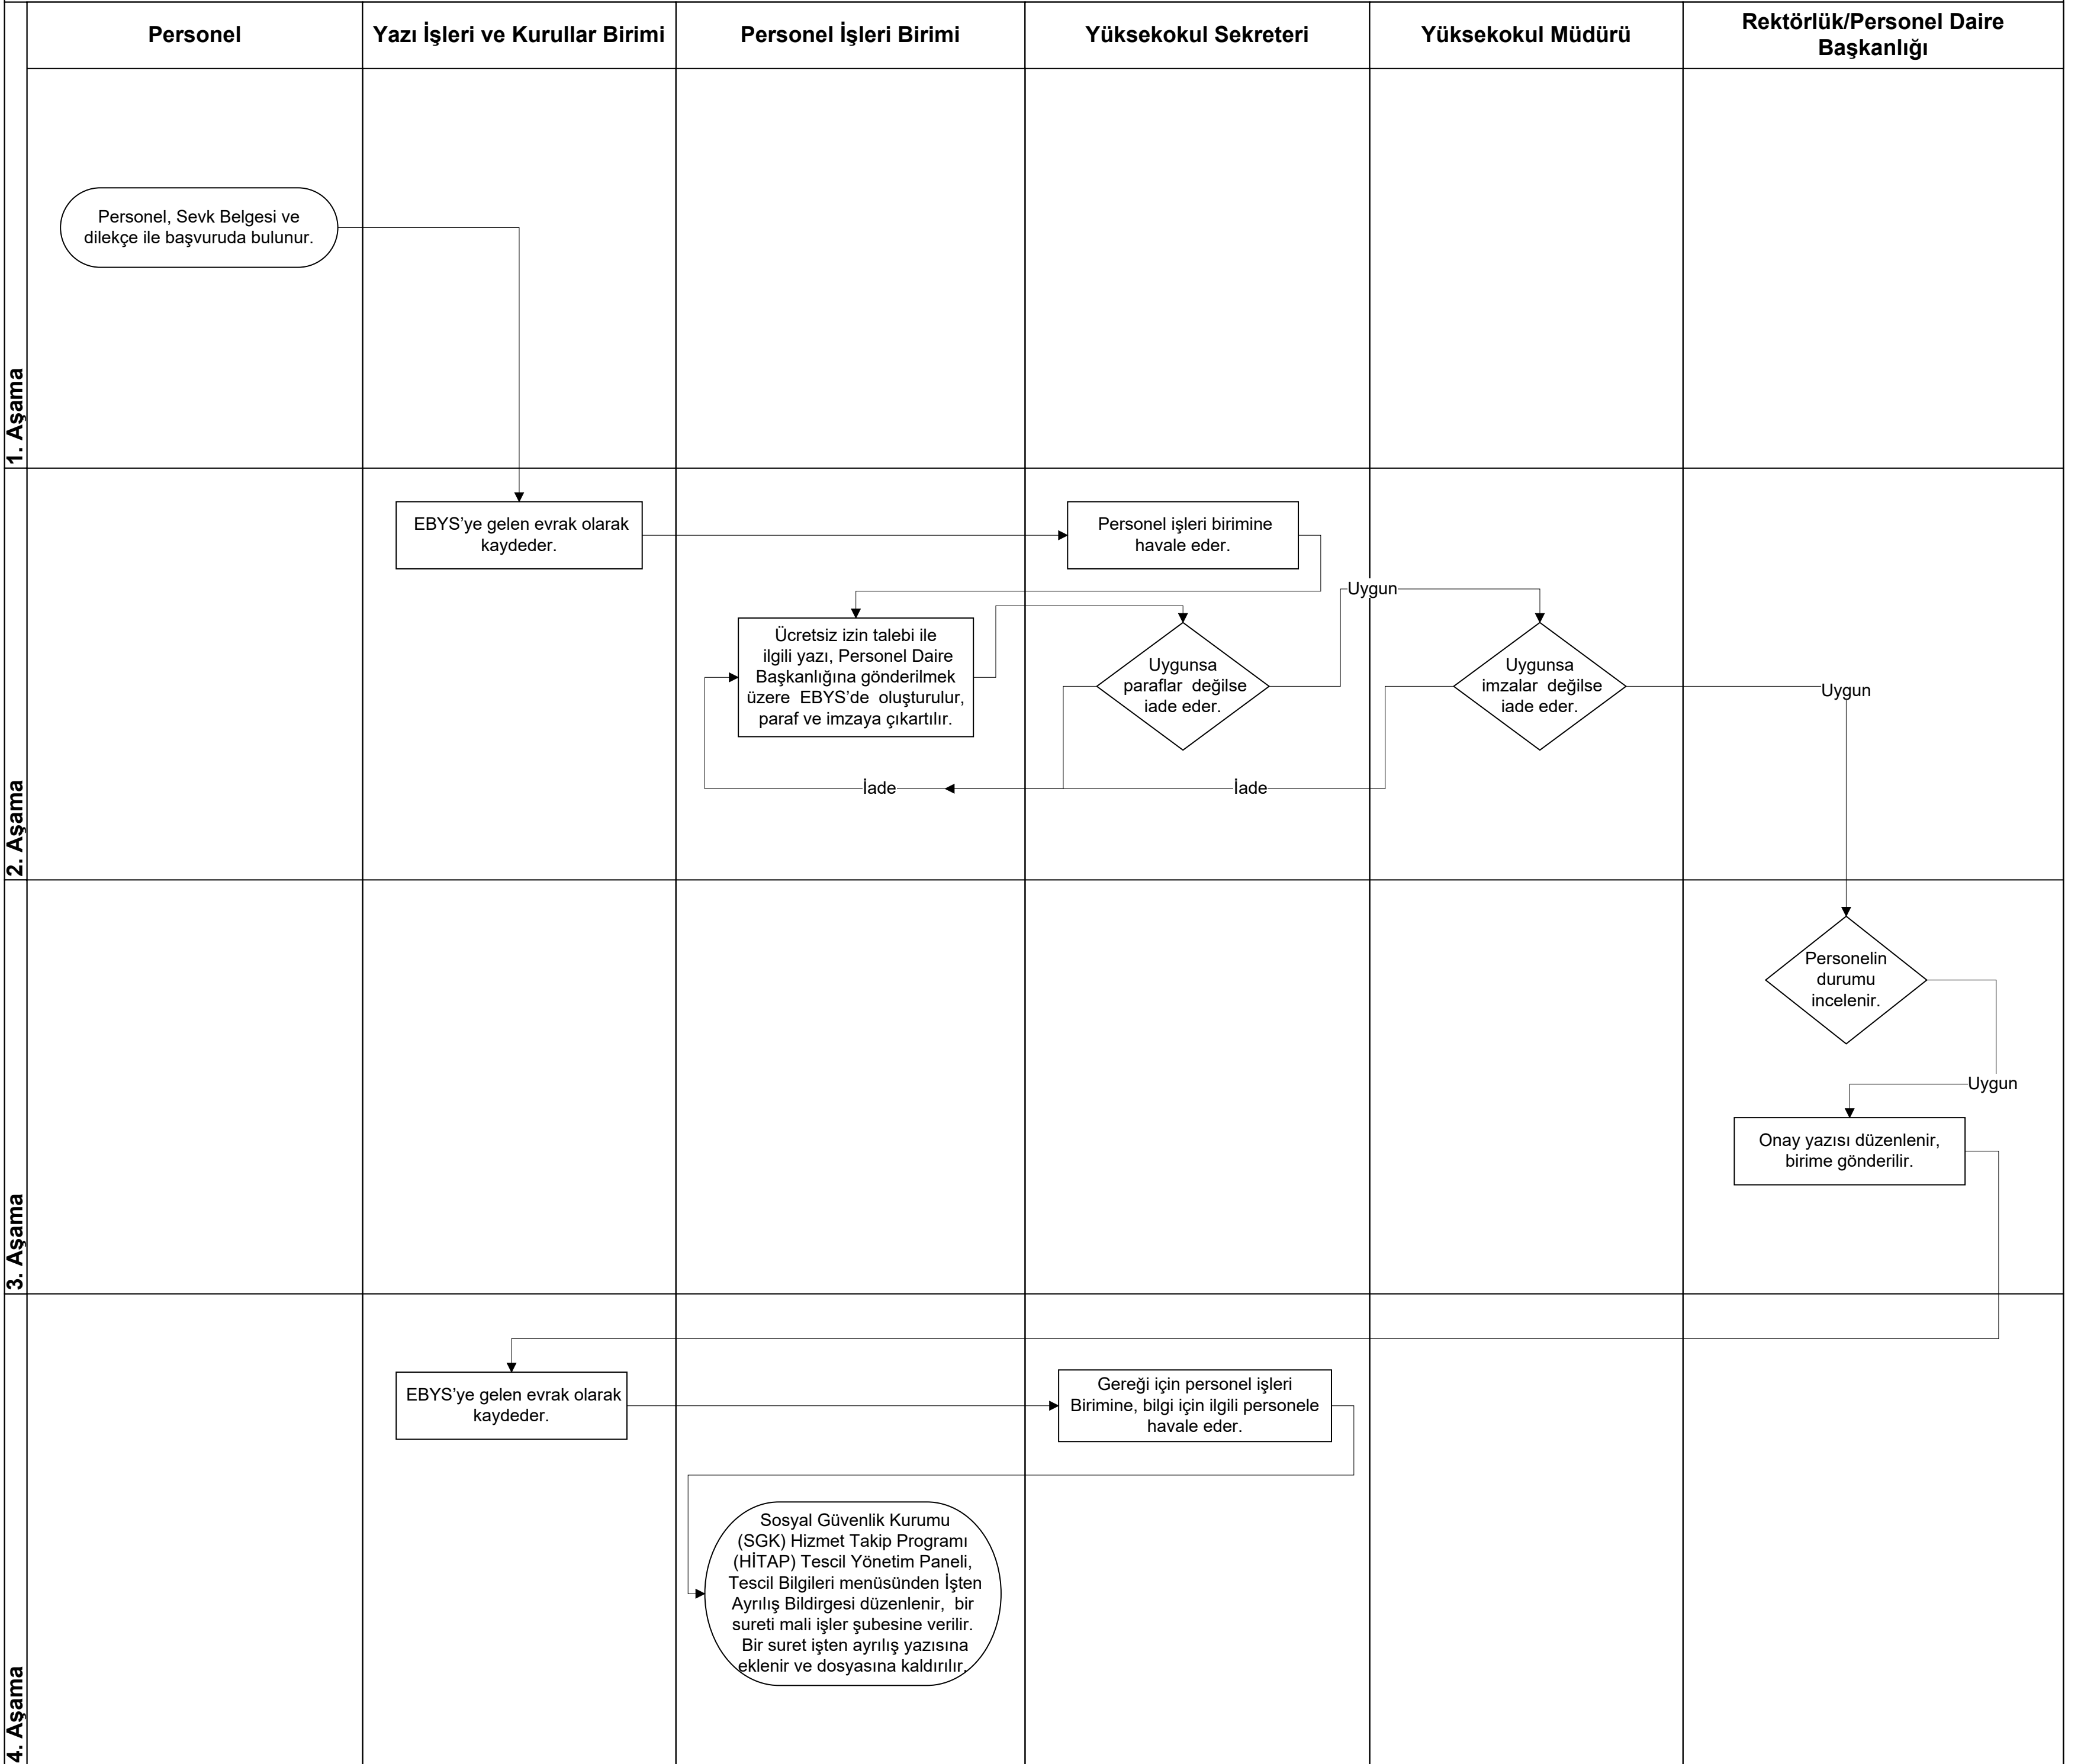 Personel
Yazı İşleri ve Kurullar Birimi
Personel İşleri Birimi
Yüksekokul Sekreteri
Yüksekokul Müdürü
Rektörlük/Personel Daire
Başkanlığı
1. Aşama
Personel, Sevk Belgesi ve
dilekçe ile başvuruda bulunur.
2. Aşama
EBYS’ye gelen evrak olarak
kaydeder.
Personel işleri birimine
havale eder.
Uygun
Ücretsiz izin talebi ile
ilgili yazı, Personel Daire
Başkanlığına gönderilmek
üzere EBYS’de oluşturulur,
paraf ve imzaya çıkartılır.
Uygunsa
paraflar değilse
iade eder.
Uygunsa
imzalar değilse
iade eder.
Uygun
İade
İade
3. Aşama
Personelin
durumu
incelenir.
Uygun
Onay yazısı düzenlenir,
birime gönderilir.
4. Aşama
EBYS’ye gelen evrak olarak
kaydeder.
Gereği için personel işleri
Birimine, bilgi için ilgili personele
havale eder.
Sosyal Güvenlik Kurumu
(SGK) Hizmet Takip Programı
(HİTAP) Tescil Yönetim Paneli,
Tescil Bilgileri menüsünden İşten
Ayrılış Bildirgesi düzenlenir, bir
sureti mali işler şubesine verilir.
Bir suret işten ayrılış yazısına
eklenir ve dosyasına kaldırılır.